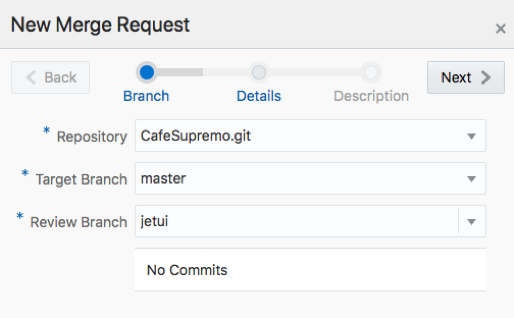 New Merge Request
Back
Next
Branch
Details
Description
* Repository
CafeSupremo.git
* Target Branch
master
* Review Branch
jetui
No Commits